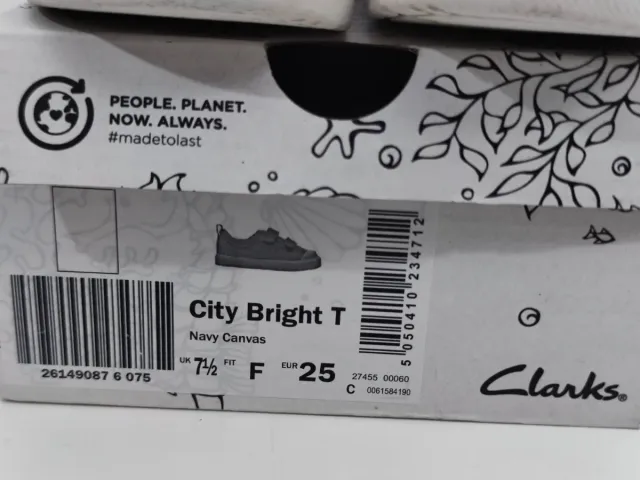 PEOPLE. PLANET.
NOW. ALWAYS.
#madetolast
City Bright T
Navy Canvas
UK 7½ FIT F EUR 25
26149087 6 075
5 050410 234712
27455 00060
C 0061584190
Clarks®